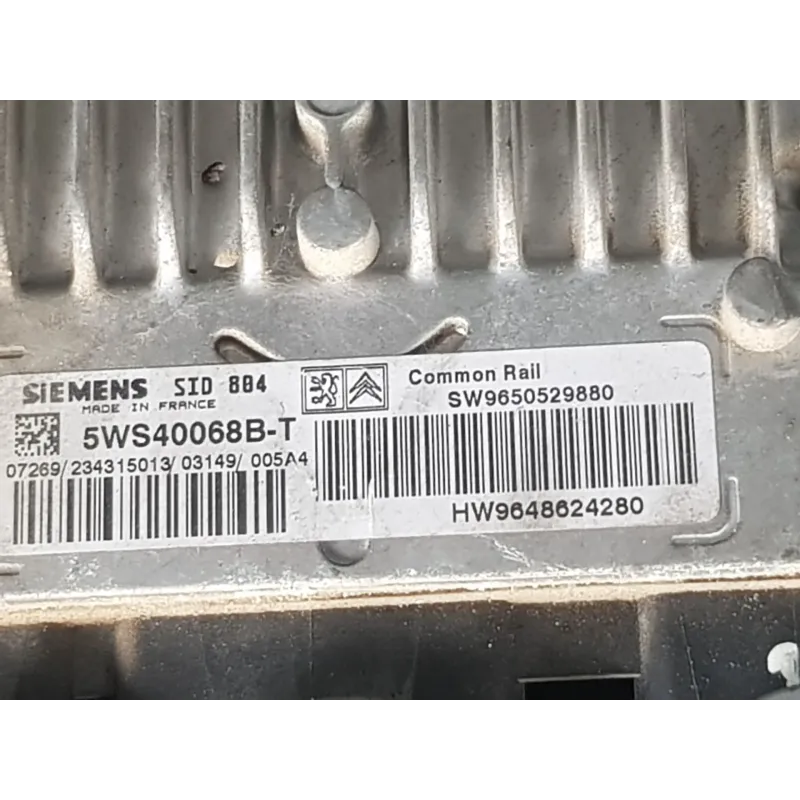 SIEMENS SID 804
MADE IN FRANCE
5WS40068B-T
07269/234315013/03149/005A4
Common Rail
SW9650529880
HW9648624280